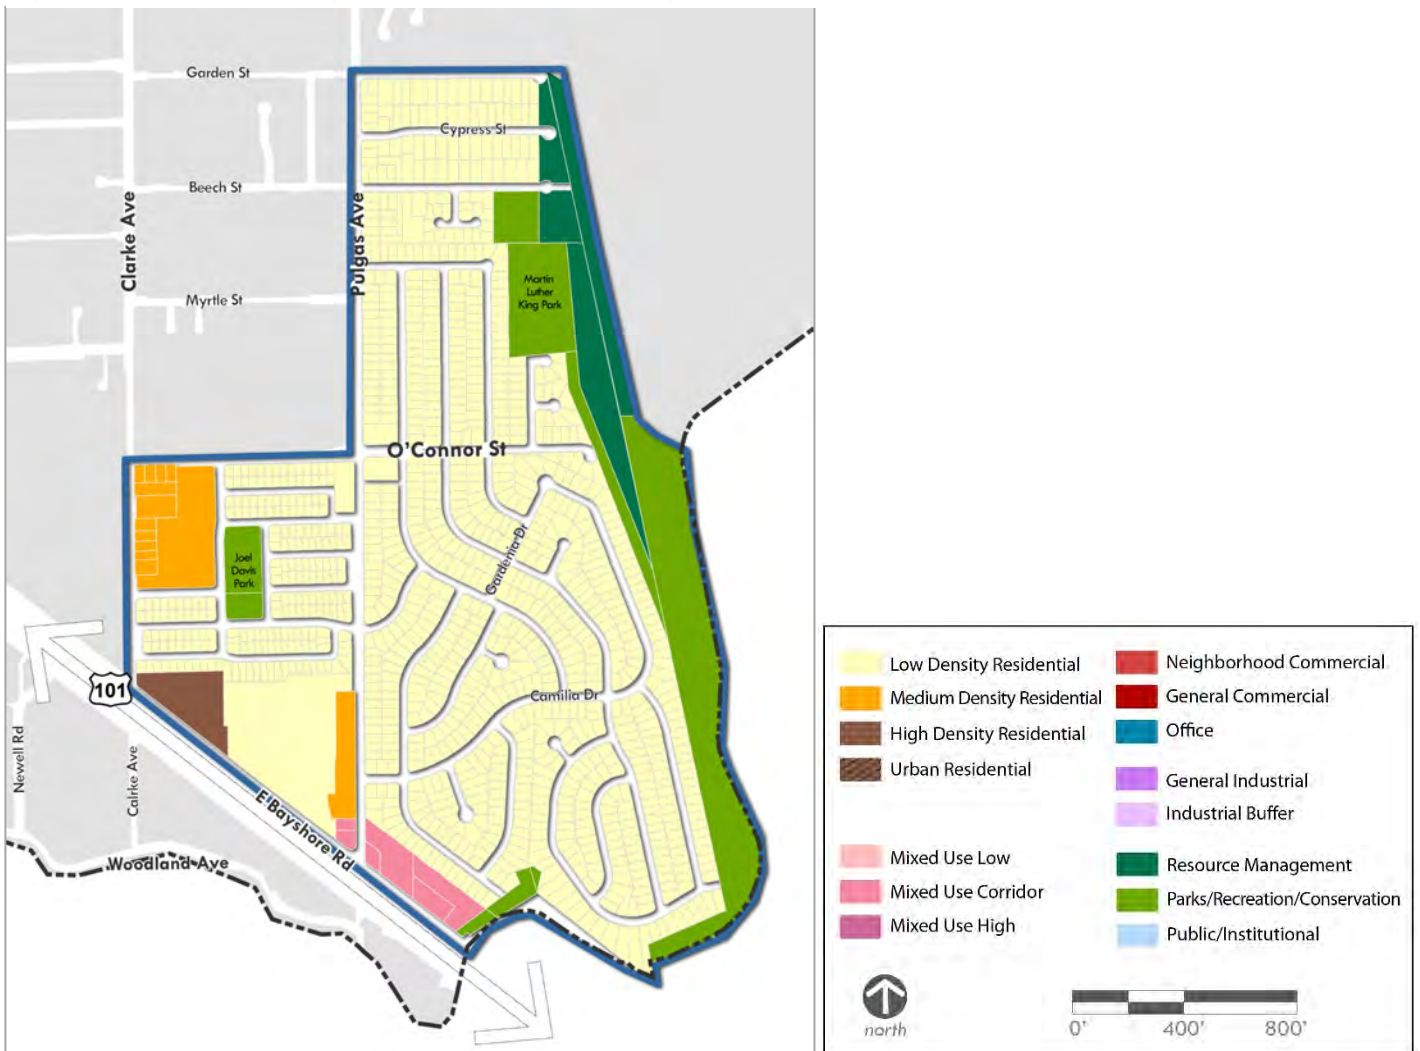 Garden St
Cypress St
Beech St
Clarke Ave
Pulgas Ave
Martin
Luther
King Park
Myrtle St
O'Connor St
Gardenia Dr
Joel
Davis
Park
101
Camilia Dr
Newell Rd
Calrke Ave
E Bayshore Rd
Woodland Ave
Low Density Residential
Medium Density Residential
High Density Residential
Urban Residential
Mixed Use Low
Mixed Use Corridor
Mixed Use High
Neighborhood Commercial
General Commercial
Office
General Industrial
Industrial Buffer
Resource Management
Parks/Recreation/Conservation
Public/Institutional
north
0' 400' 800'